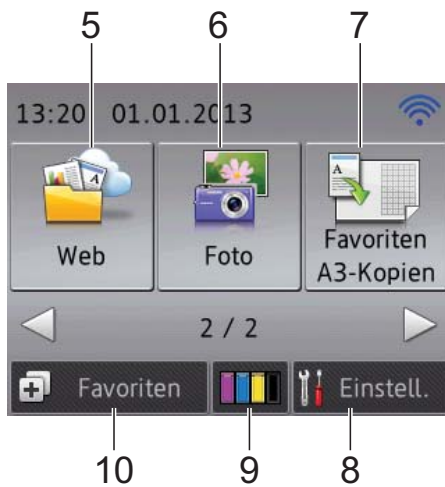 5 6 7
13:20 01.01.2013
Web Foto Favoriten
A3-Kopien
2 / 2
Favoriten Einstell.
10 9 8